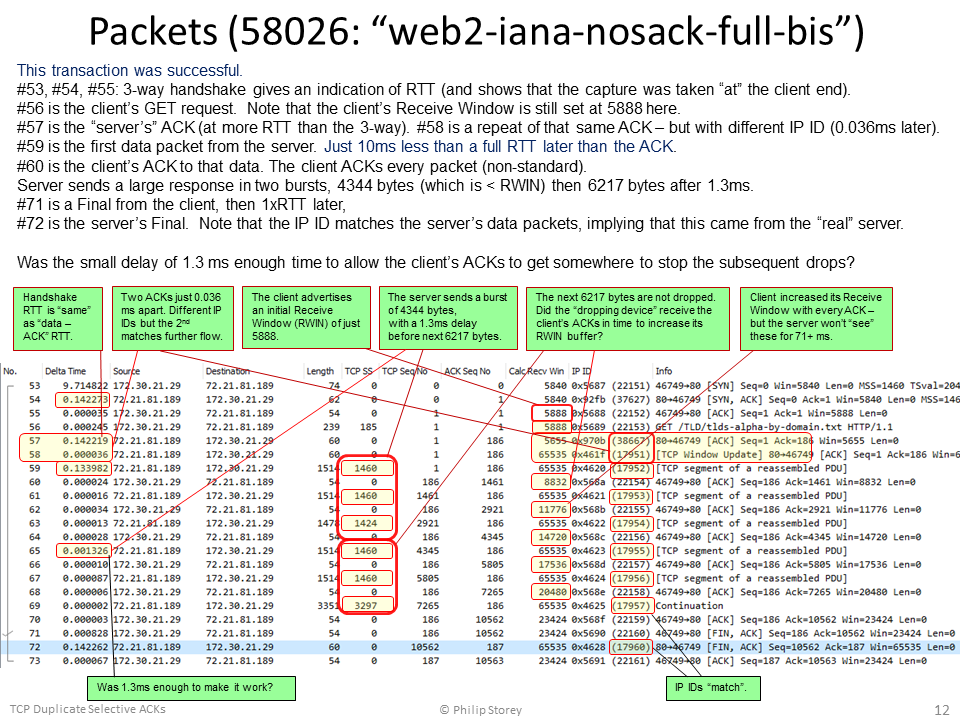 Packets (58026: “web2-iana-nosack-full-bis”)
This transaction was successful.
#53, #54, #55: 3-way handshake gives an indication of RTT (and shows that the capture was taken “at” the client end).
#56 is the client’s GET request.  Note that the client’s Receive Window is still set at 5888 here.
#57 is the “server’s” ACK (at more RTT than the 3-way).  #58 is a repeat of that same ACK – but with different IP ID (0.036ms later).
#59 is the first data packet from the server.  Just 10ms less than a full RTT later than the ACK.
#60 is the client’s ACK to that data. The client ACKs every packet (non-standard).
Server sends a large response in two bursts, 4344 bytes (which is < RWIN) then 6217 bytes after 1.3ms.
#71 is a Final from the client, then 1xRTT later,
#72 is the server’s Final.  Note that the IP ID matches the server’s data packets, implying that this came from the “real” server.
Was the small delay of 1.3 ms enough time to allow the client’s ACKs to get somewhere to stop the subsequent drops?
Handshake
RTT is “same”
as “data –
ACK” RTT.
Two ACKs just 0.036
ms apart. Different IP
IDs but the 2nd
matches further flow.
The client advertises
an initial Receive
Window (RWIN) of just
5888.
The server sends a burst
of 4344 bytes,
with a 1.3ms delay
before next 6217 bytes.
The next 6217 bytes are not dropped.
Did the “dropping device” receive the
client’s ACKs in time to increase its
RWIN buffer?
Client increased its Receive
Window with every ACK –
but the server won’t “see”
these for 71+ ms.
No. Delta Time Source Destination Length TCP SS TCP Seq No ACK Seq No Calc Recv Win IP ID Info
53 9.714822 172.30.21.29 72.21.81.189 74 0 0 0 5840 0x5687 (22151) 46749→80 [SYN] Seq=0 Win=5840 Len=0 MSS=1460 TSval=204
54 0.142273 72.21.81.189 172.30.21.29 62 0 0 1 5840 0x92fb (37627) 80→46749 [SYN, ACK] Seq=0 Ack=1 Win=5840 Len=0 MSS=146
55 0.000035 172.30.21.29 72.21.81.189 54 0 1 1 5888 0x5688 (22152) 46749→80 [ACK] Seq=1 Ack=1 Win=5888 Len=0
56 0.000245 172.30.21.29 72.21.81.189 239 185 1 1 5888 0x5689 (22153) GET /TLD/tlds-alpha-by-domain.txt HTTP/1.1
57 0.142219 72.21.81.189 172.30.21.29 60 0 1 186 5655 0x970b (38667) 80→46749 [ACK] Seq=1 Ack=186 Win=5655 Len=0
58 0.000036 72.21.81.189 172.30.21.29 60 0 1 186 65535 0x461f (17951) [TCP Window Update] 80→46749 [ACK] Seq=1 Ack=186 Win=6
59 0.133982 72.21.81.189 172.30.21.29 1514 1460 1 186 65535 0x4620 (17952) [TCP segment of a reassembled PDU]
60 0.000024 172.30.21.29 72.21.81.189 54 0 186 1461 8832 0x568a (22154) 46749→80 [ACK] Seq=186 Ack=1461 Win=8832 Len=0
61 0.000016 72.21.81.189 172.30.21.29 1514 1460 1461 186 65535 0x4621 (17953) [TCP segment of a reassembled PDU]
62 0.000034 172.30.21.29 72.21.81.189 54 0 186 2921 11776 0x568b (22155) 46749→80 [ACK] Seq=186 Ack=2921 Win=11776 Len=0
63 0.000013 72.21.81.189 172.30.21.29 1478 1424 2921 186 65535 0x4622 (17954) [TCP segment of a reassembled PDU]
64 0.000028 172.30.21.29 72.21.81.189 54 0 186 4345 14720 0x568c (22156) 46749→80 [ACK] Seq=186 Ack=4345 Win=14720 Len=0
65 0.001326 72.21.81.189 172.30.21.29 1514 1460 4345 186 65535 0x4623 (17955) [TCP segment of a reassembled PDU]
66 0.000010 172.30.21.29 72.21.81.189 54 0 186 5805 17536 0x568d (22157) 46749→80 [ACK] Seq=186 Ack=5805 Win=17536 Len=0
67 0.000087 72.21.81.189 172.30.21.29 1514 1460 5805 186 65535 0x4624 (17956) [TCP segment of a reassembled PDU]
68 0.000006 172.30.21.29 72.21.81.189 54 0 186 7265 20480 0x568e (22158) 46749→80 [ACK] Seq=186 Ack=7265 Win=20480 Len=0
69 0.000002 72.21.81.189 172.30.21.29 3351 3297 7265 186 65535 0x4625 (17957) Continuation
70 0.000003 172.30.21.29 72.21.81.189 54 0 186 10562 23424 0x568f (22159) 46749→80 [ACK] Seq=186 Ack=10562 Win=23424 Len=0
71 0.000828 172.30.21.29 72.21.81.189 54 0 186 10562 23424 0x5690 (22160) 46749→80 [FIN, ACK] Seq=186 Ack=10562 Win=23424 Len=0
72 0.142262 72.21.81.189 172.30.21.29 60 0 10562 187 65535 0x4628 (17960) 80→46749 [FIN, ACK] Seq=10562 Ack=187 Win=65535 Len=0
73 0.000067 172.30.21.29 72.21.81.189 54 0 187 10563 23424 0x5691 (22161) 46749→80 [ACK] Seq=187 Ack=10563 Win=23424 Len=0
Was 1.3ms enough to make it work?
IP IDs “match”.
TCP Duplicate Selective ACKs
© Philip Storey
12